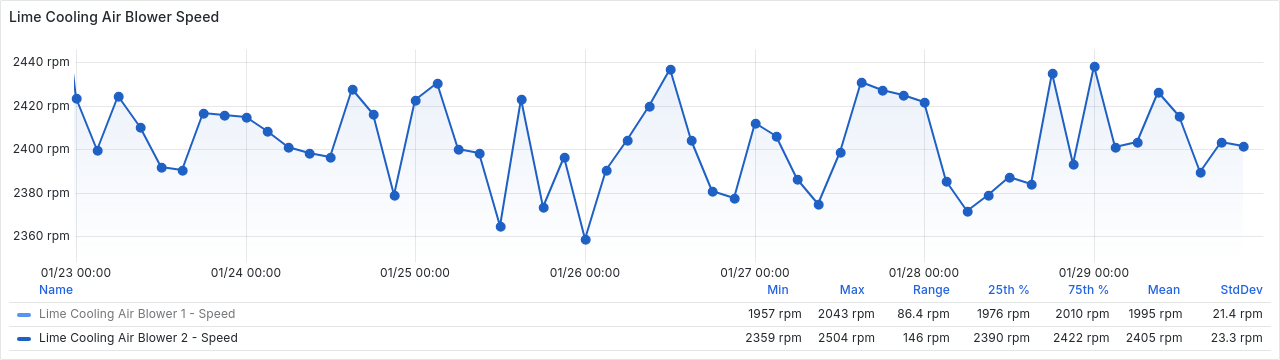 Lime Cooling Air Blower Speed
2440 rpm
2420 rpm
2400 rpm
2380 rpm
2360 rpm
01/23 00:00 01/24 00:00 01/25 00:00 01/26 00:00 01/27 00:00 01/28 00:00 01/29 00:00
Name Min Max Range 25th % 75th % Mean StdDev
Lime Cooling Air Blower 1 - Speed 1957 rpm 2043 rpm 86.4 rpm 1976 rpm 2010 rpm 1995 rpm 21.4 rpm
Lime Cooling Air Blower 2 - Speed 2359 rpm 2504 rpm 146 rpm 2390 rpm 2422 rpm 2405 rpm 23.3 rpm